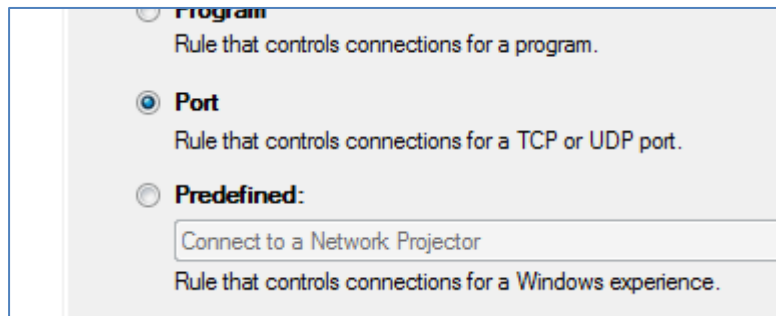 Program
Rule that controls connections for a program.
Port
Rule that controls connections for a TCP or UDP port.
Predefined:
Connect to a Network Projector
Rule that controls connections for a Windows experience.